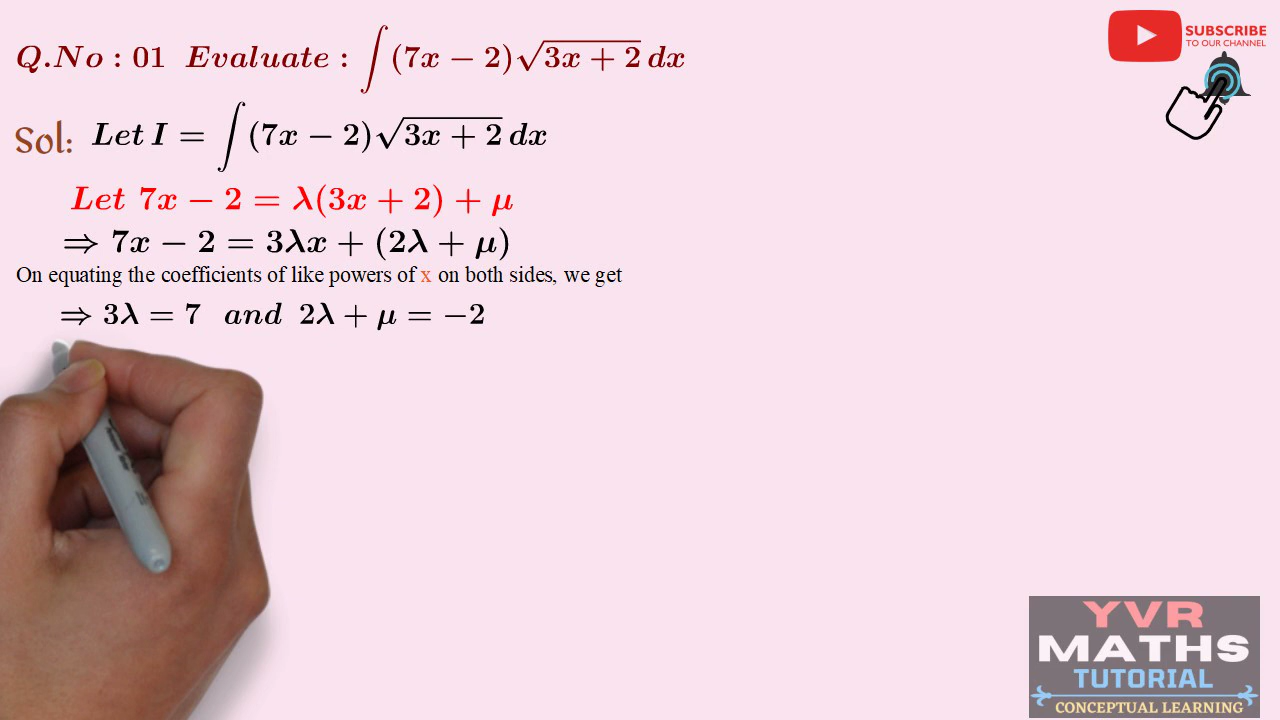 Q.No : 01 Evaluate : ∫ (7x − 2)√(3x + 2) dx
SUBSCRIBE
TO OUR CHANNEL
Sol: Let I = ∫ (7x − 2)√(3x + 2) dx
Let 7x − 2 = λ(3x + 2) + μ
⇒ 7x − 2 = 3λx + (2λ + μ)
On equating the coefficients of like powers of x on both sides, we get
⇒ 3λ = 7 and 2λ + μ = −2
YVR
MATHS
TUTORIAL
CONCEPTUAL LEARNING